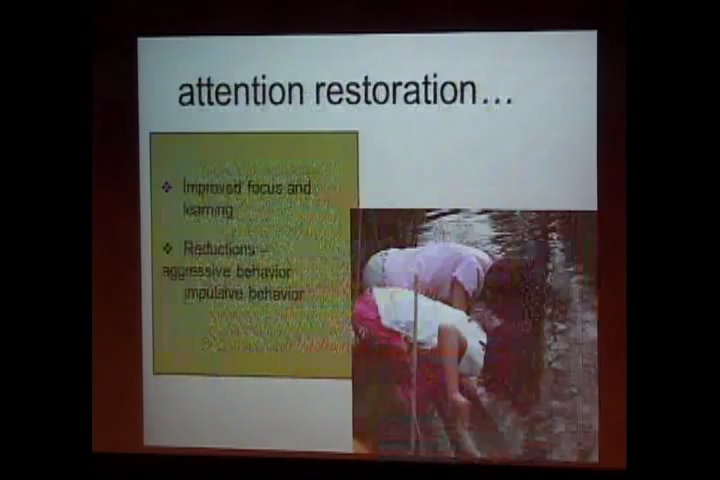 attention restoration…
❖ Improved focus and
learning
❖ Reductions –
aggressive behavior
impulsive behavior